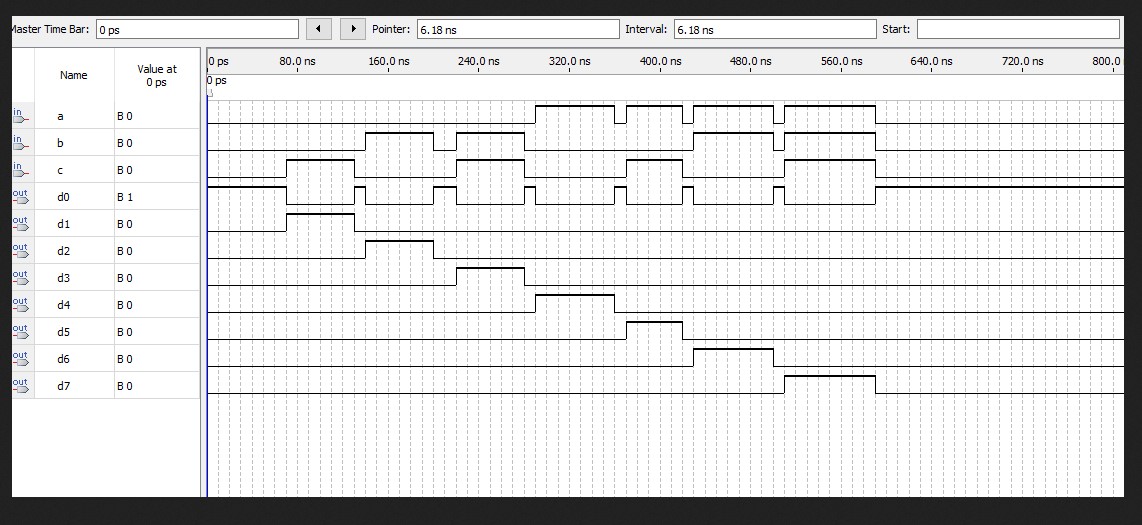 Master Time Bar: 0 ps Pointer: 6.18 ns Interval: 6.18 ns Start:
Name Value at 0 ps
0 ps 80.0 ns 160.0 ns 240.0 ns 320.0 ns 400.0 ns 480.0 ns 560.0 ns 640.0 ns 720.0 ns 800.0
0 ps
in a B 0
in b B 0
in c B 0
out d0 B 1
out d1 B 0
out d2 B 0
out d3 B 0
out d4 B 0
out d5 B 0
out d6 B 0
out d7 B 0